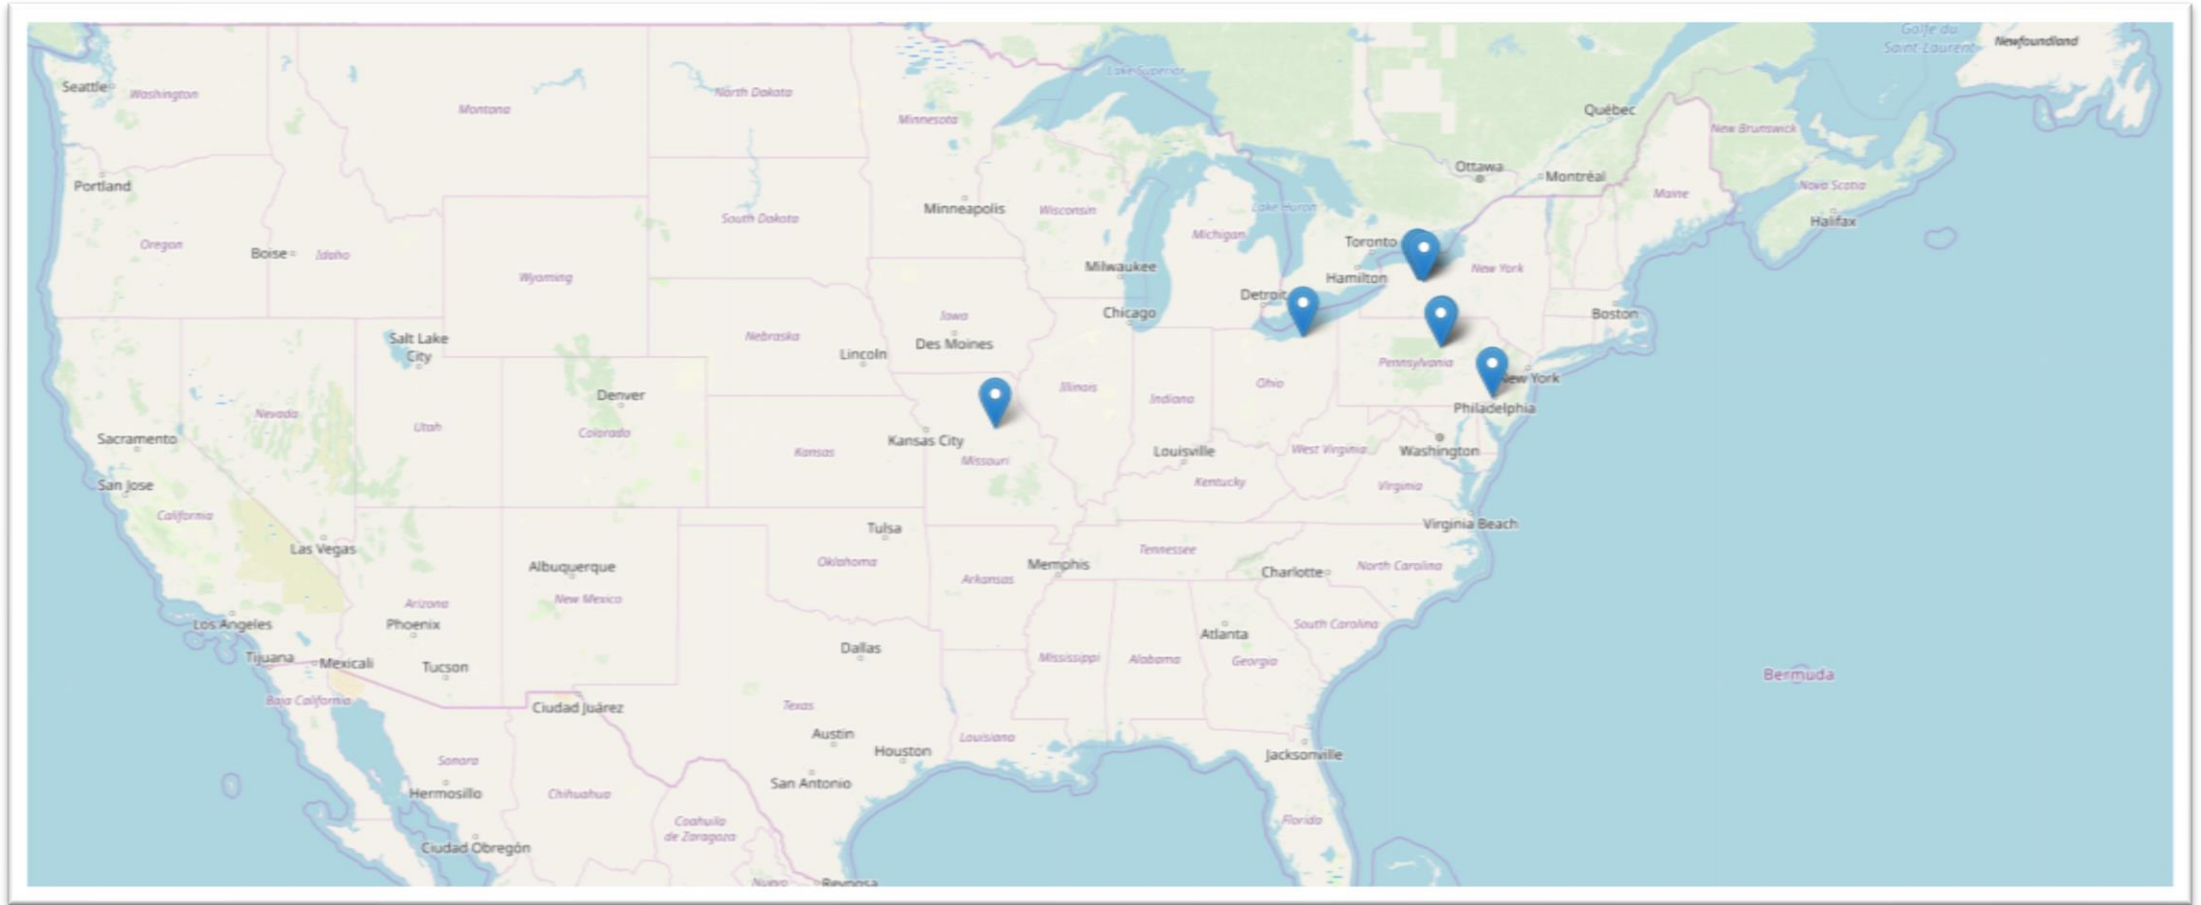 Golfe du
Saint-Laurent
Newfoundland
Lake Superior
Seattle
Washington
North Dakota
Montana
Minnesota
Québec
New Brunswick
Ottawa
Montréal
Portland
Nova Scotia
Maine
Minneapolis
Wisconsin
Lake Huron
South Dakota
Halifax
Michigan
Oregon
Toronto
Boise
Idaho
Milwaukee
New York
Wyoming
Hamilton
Detroit
Chicago
Iowa
Boston
Salt Lake
City
Nebraska
Des Moines
Lincoln
Pennsylvania
New York
Ohio
Illinois
Denver
Indiana
Philadelphia
Nevada
Utah
Colorado
Sacramento
Kansas City
Kansas
Louisville
West Virginia
Washington
Missouri
San Jose
Kentucky
Virginia
California
Virginia Beach
Tulsa
Las Vegas
Tennessee
Oklahoma
Memphis
Albuquerque
Charlotte
North Carolina
Arkansas
New Mexico
Arizona
Los Angeles
Phoenix
South Carolina
Atlanta
Dallas
Tijuana
Mexicali
Mississippi
Alabama
Georgia
Tucson
Bermuda
Baja California
Ciudad Juárez
Texas
Austin
Louisiana
Houston
Jacksonville
Sonora
San Antonio
Hermosillo
Chihuahua
Coahuila
de Zaragoza
Florida
Ciudad Obregón
Nuevo
Reynosa